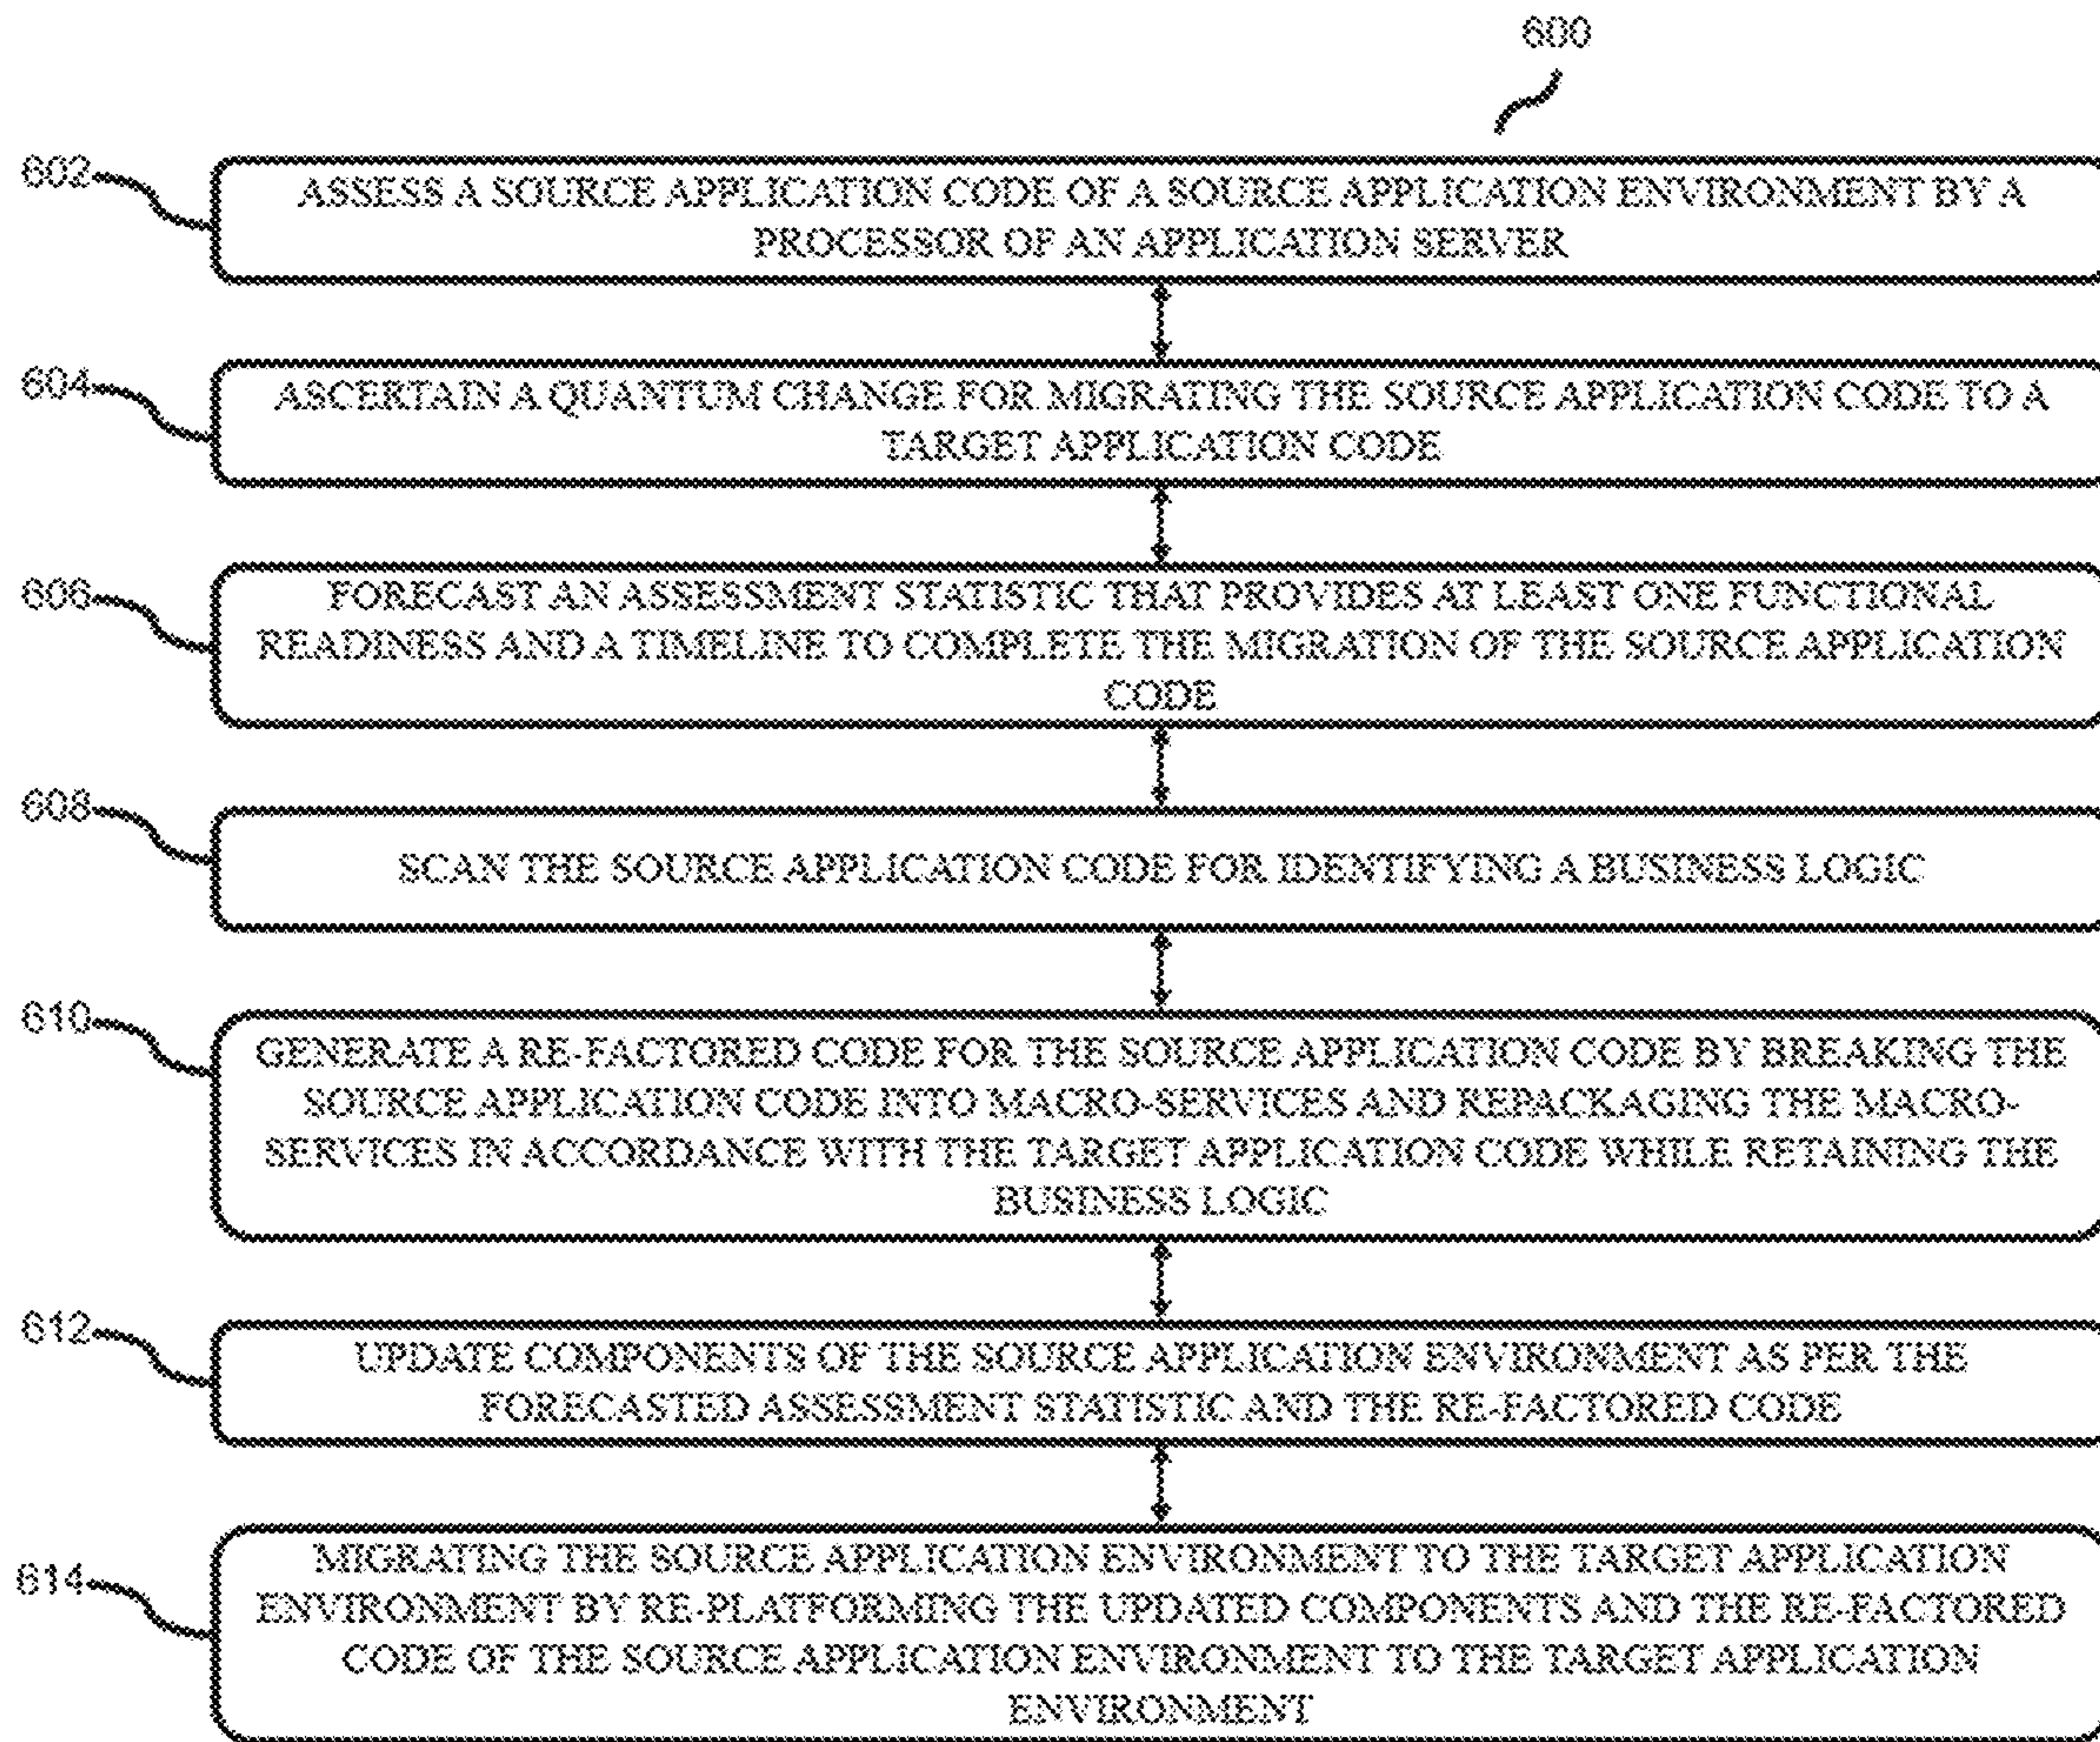 600
602
ASSESS A SOURCE APPLICATION CODE OF A SOURCE APPLICATION ENVIRONMENT BY A
PROCESSOR OF AN APPLICATION SERVER
604
ASCERTAIN A QUANTUM CHANGE FOR MIGRATING THE SOURCE APPLICATION CODE TO A
TARGET APPLICATION CODE
606
FORECAST AN ASSESSMENT STATISTIC THAT PROVIDES AT LEAST ONE FUNCTIONAL
READINESS AND A TIMELINE TO COMPLETE THE MIGRATION OF THE SOURCE APPLICATION
CODE
608
SCAN THE SOURCE APPLICATION CODE FOR IDENTIFYING A BUSINESS LOGIC
610
GENERATE A RE-FACTORED CODE FOR THE SOURCE APPLICATION CODE BY BREAKING THE
SOURCE APPLICATION CODE INTO MACRO-SERVICES AND REPACKAGING THE MACRO-
SERVICES IN ACCORDANCE WITH THE TARGET APPLICATION CODE WHILE RETAINING THE
BUSINESS LOGIC
612
UPDATE COMPONENTS OF THE SOURCE APPLICATION ENVIRONMENT AS PER THE
FORECASTED ASSESSMENT STATISTIC AND THE RE-FACTORED CODE
614
MIGRATING THE SOURCE APPLICATION ENVIRONMENT TO THE TARGET APPLICATION
ENVIRONMENT BY RE-PLATFORMING THE UPDATED COMPONENTS AND THE RE-FACTORED
CODE OF THE SOURCE APPLICATION ENVIRONMENT TO THE TARGET APPLICATION
ENVIRONMENT